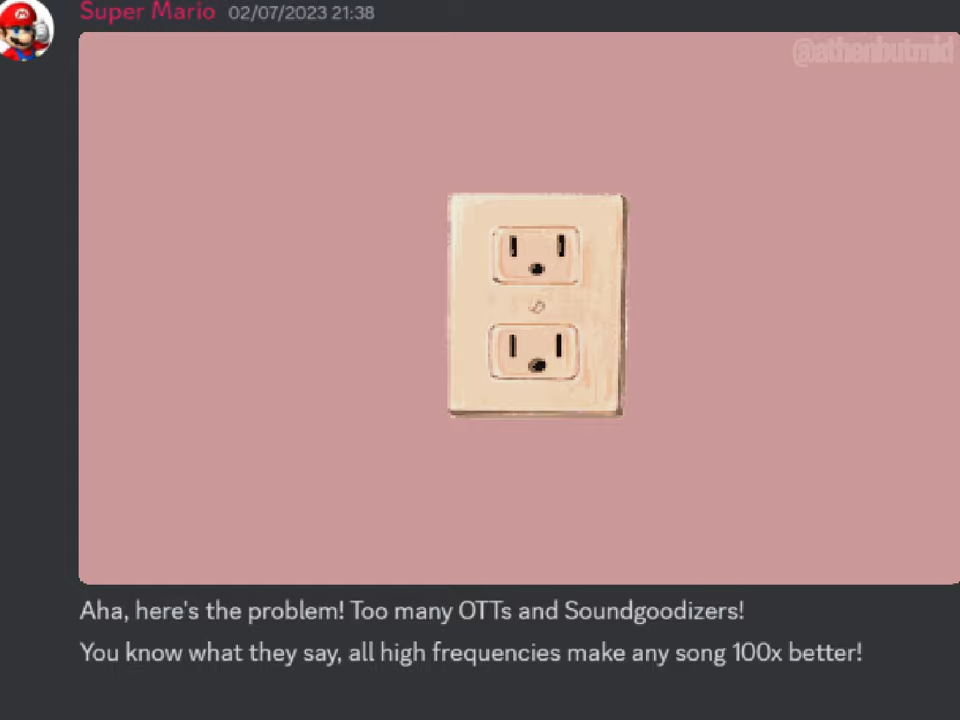 Super Mario 02/07/2023 21:38
@athenbutmid
Aha, here's the problem! Too many OTTs and Soundgoodizers!
You know what they say, all high frequencies make any song 100x better!